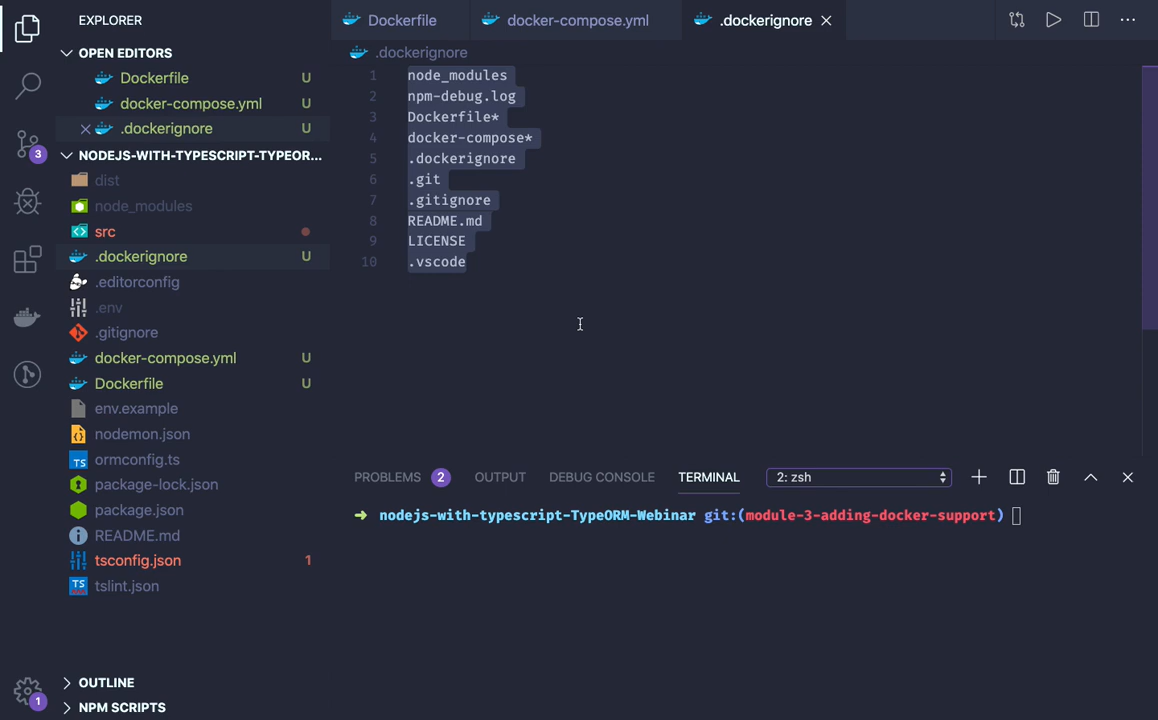 EXPLORER
OPEN EDITORS
Dockerfile U
docker-compose.yml U
.dockerignore U
3
NODEJS-WITH-TYPESCRIPT-TYPEOR...
dist
node_modules
src
.dockerignore U
.editorconfig
.env
.gitignore
docker-compose.yml U
Dockerfile U
env.example
nodemon.json
TS ormconfig.ts
package-lock.json
package.json
README.md
tsconfig.json 1
TS tslint.json
OUTLINE
1
NPM SCRIPTS
Dockerfile docker-compose.yml .dockerignore
.dockerignore
1 node_modules
2 npm-debug.log
3 Dockerfile*
4 docker-compose*
5 .dockerignore
6 .git
7 .gitignore
8 README.md
9 LICENSE
10 .vscode
PROBLEMS 2 OUTPUT DEBUG CONSOLE TERMINAL 2: zsh
➜ nodejs-with-typescript-TypeORM-Webinar git:(module-3-adding-docker-support)